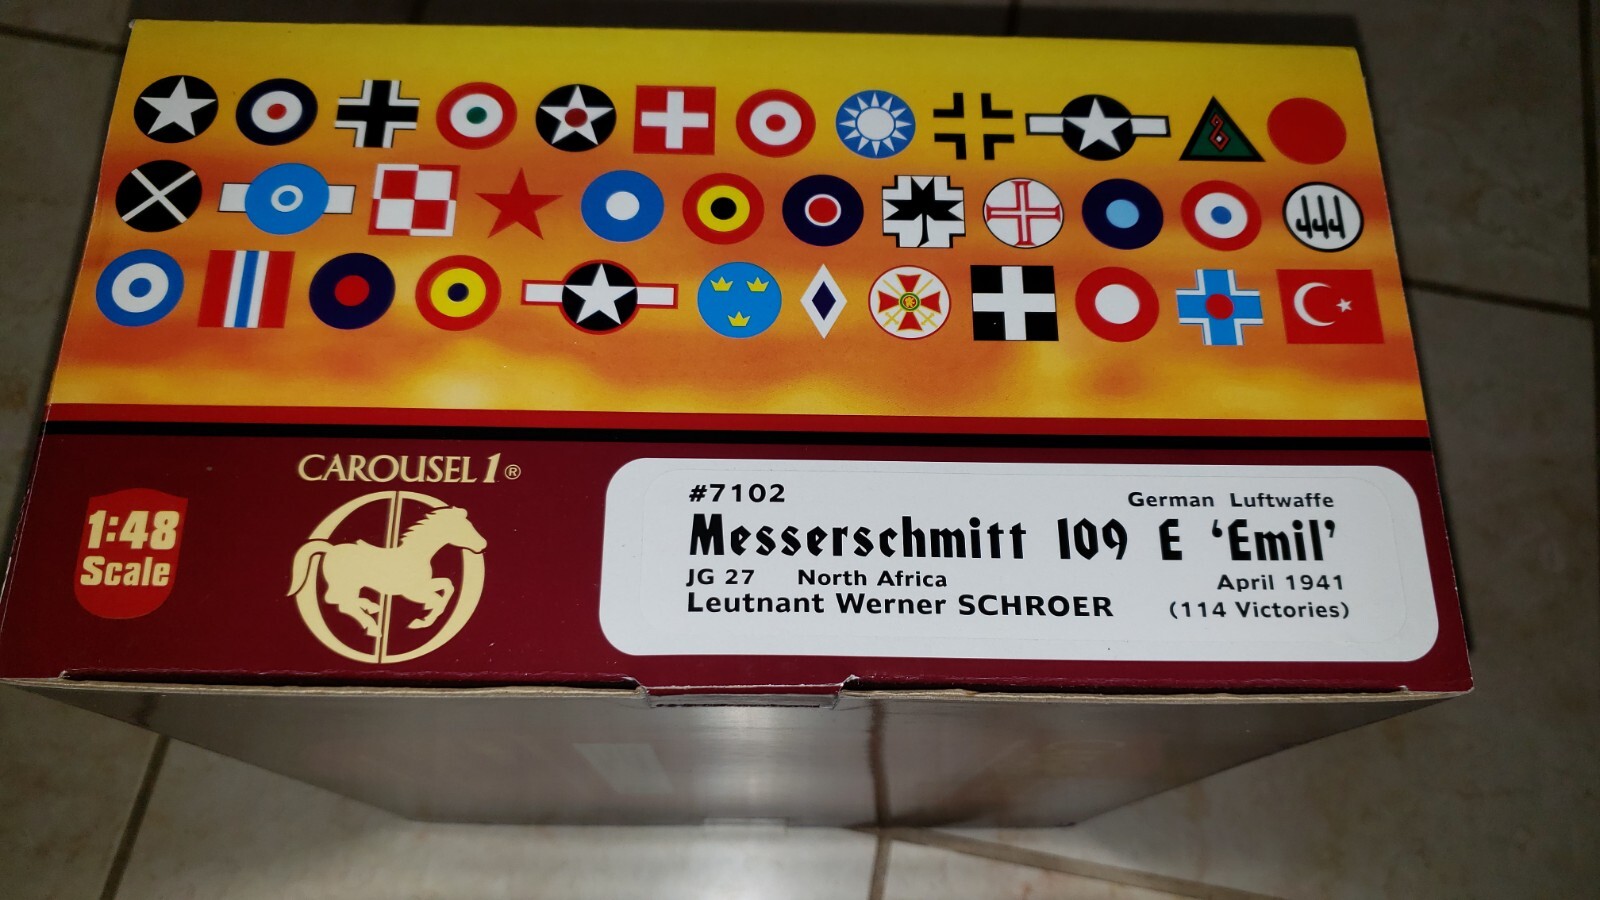 CAROUSEL 1®
1:48
Scale
#7102
German Luftwaffe
Messerschmitt 109 E ‘Emil’
JG 27 North Africa
April 1941
Leutnant Werner SCHROER
(114 Victories)